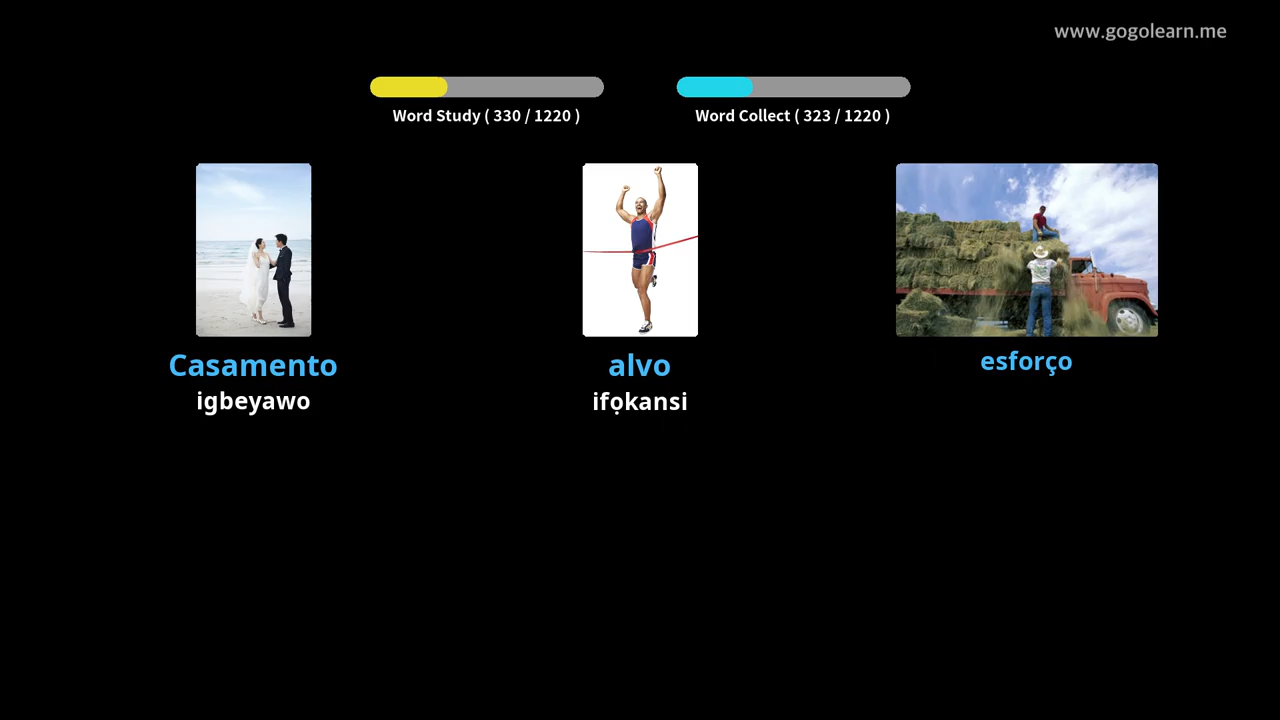 www.gogolearn.me
Word Study ( 330 / 1220 )
Word Collect ( 323 / 1220 )
Casamento
igbeyawo
alvo
ifọkansi
esforço